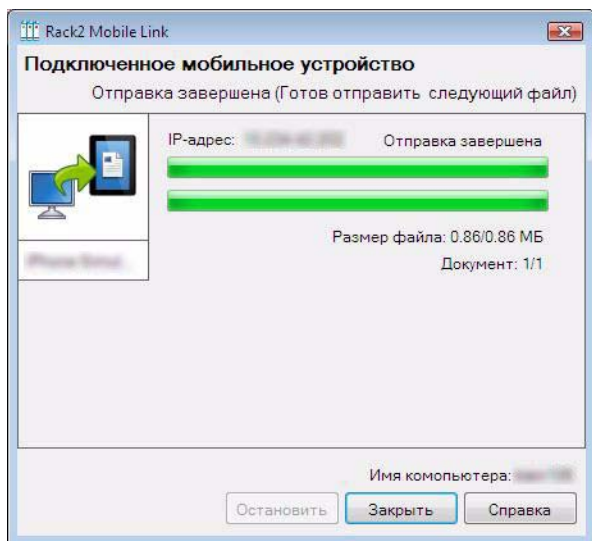 Rack2 Mobile Link
Подключенное мобильное устройство
Отправка завершена (Готов отправить следующий файл)
IP-адрес: Отправка завершена
Размер файла: 0.86/0.86 МБ
Документ: 1/1
Имя комопьютера:
Остановить Закрыть Справка